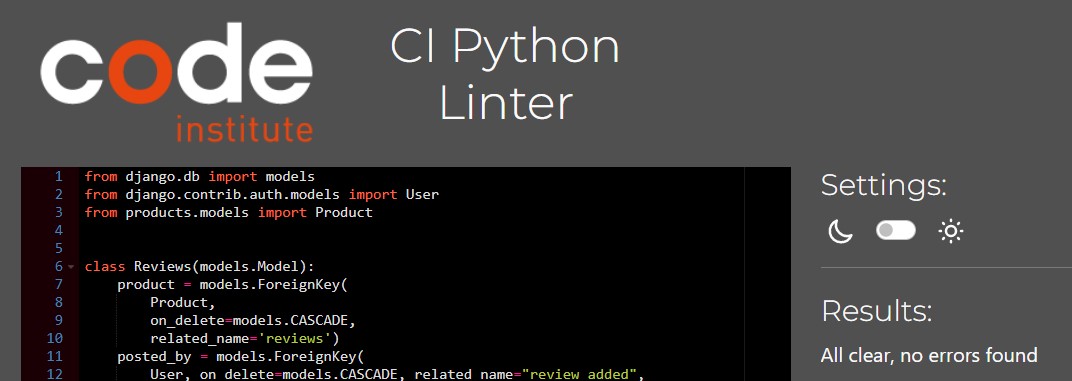 code
institute
CI Python
Linter
1 from django.db import models
2 from django.contrib.auth.models import User
3 from products.models import Product
4
5
6 class Reviews(models.Model):
7 product = models.ForeignKey(
8 Product,
9 on_delete=models.CASCADE,
10 related_name='reviews')
11 posted_by = models.ForeignKey(
12 User, on_delete=models.CASCADE, related_name="review_added",
Settings:
Results:
All clear, no errors found